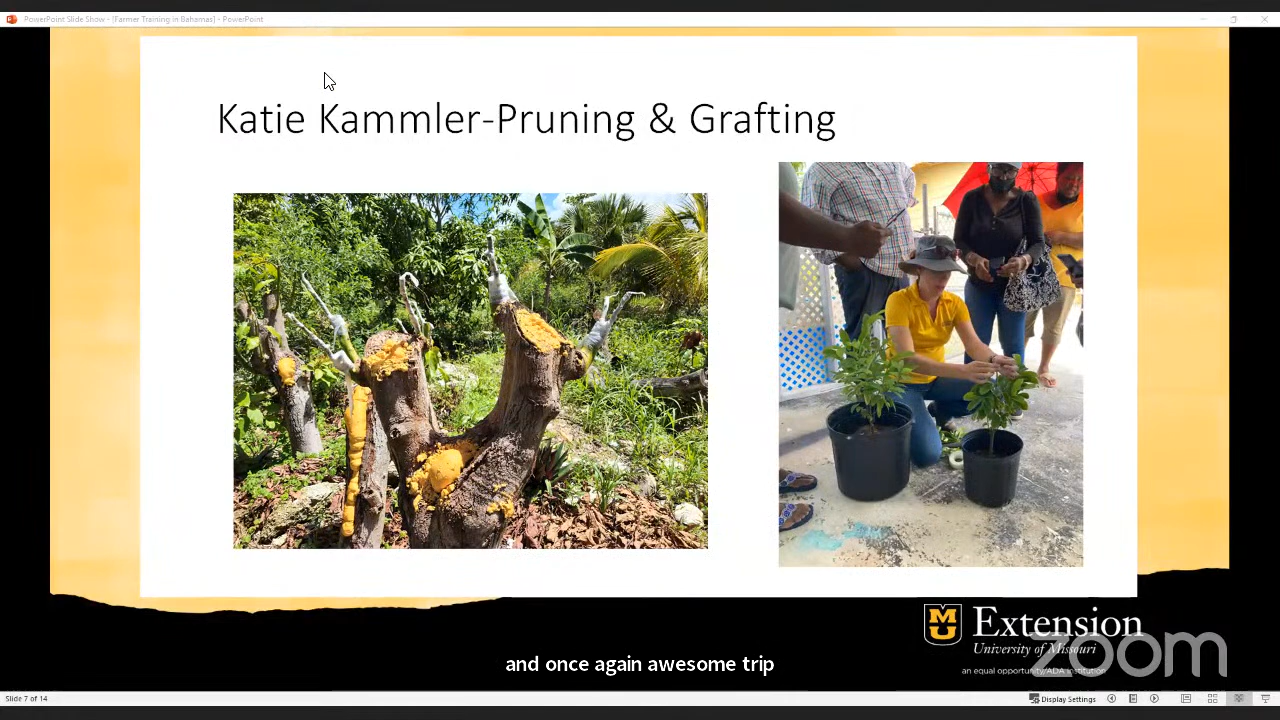 PowerPoint Slide Show - [Farmer Training in Bahamas] - PowerPoint
Katie Kammler-Pruning & Grafting
MU Extension
University of Missouri
an equal opportunity/ADA institution
zoom
and once again awesome trip
Slide 7 of 14
Display Settings